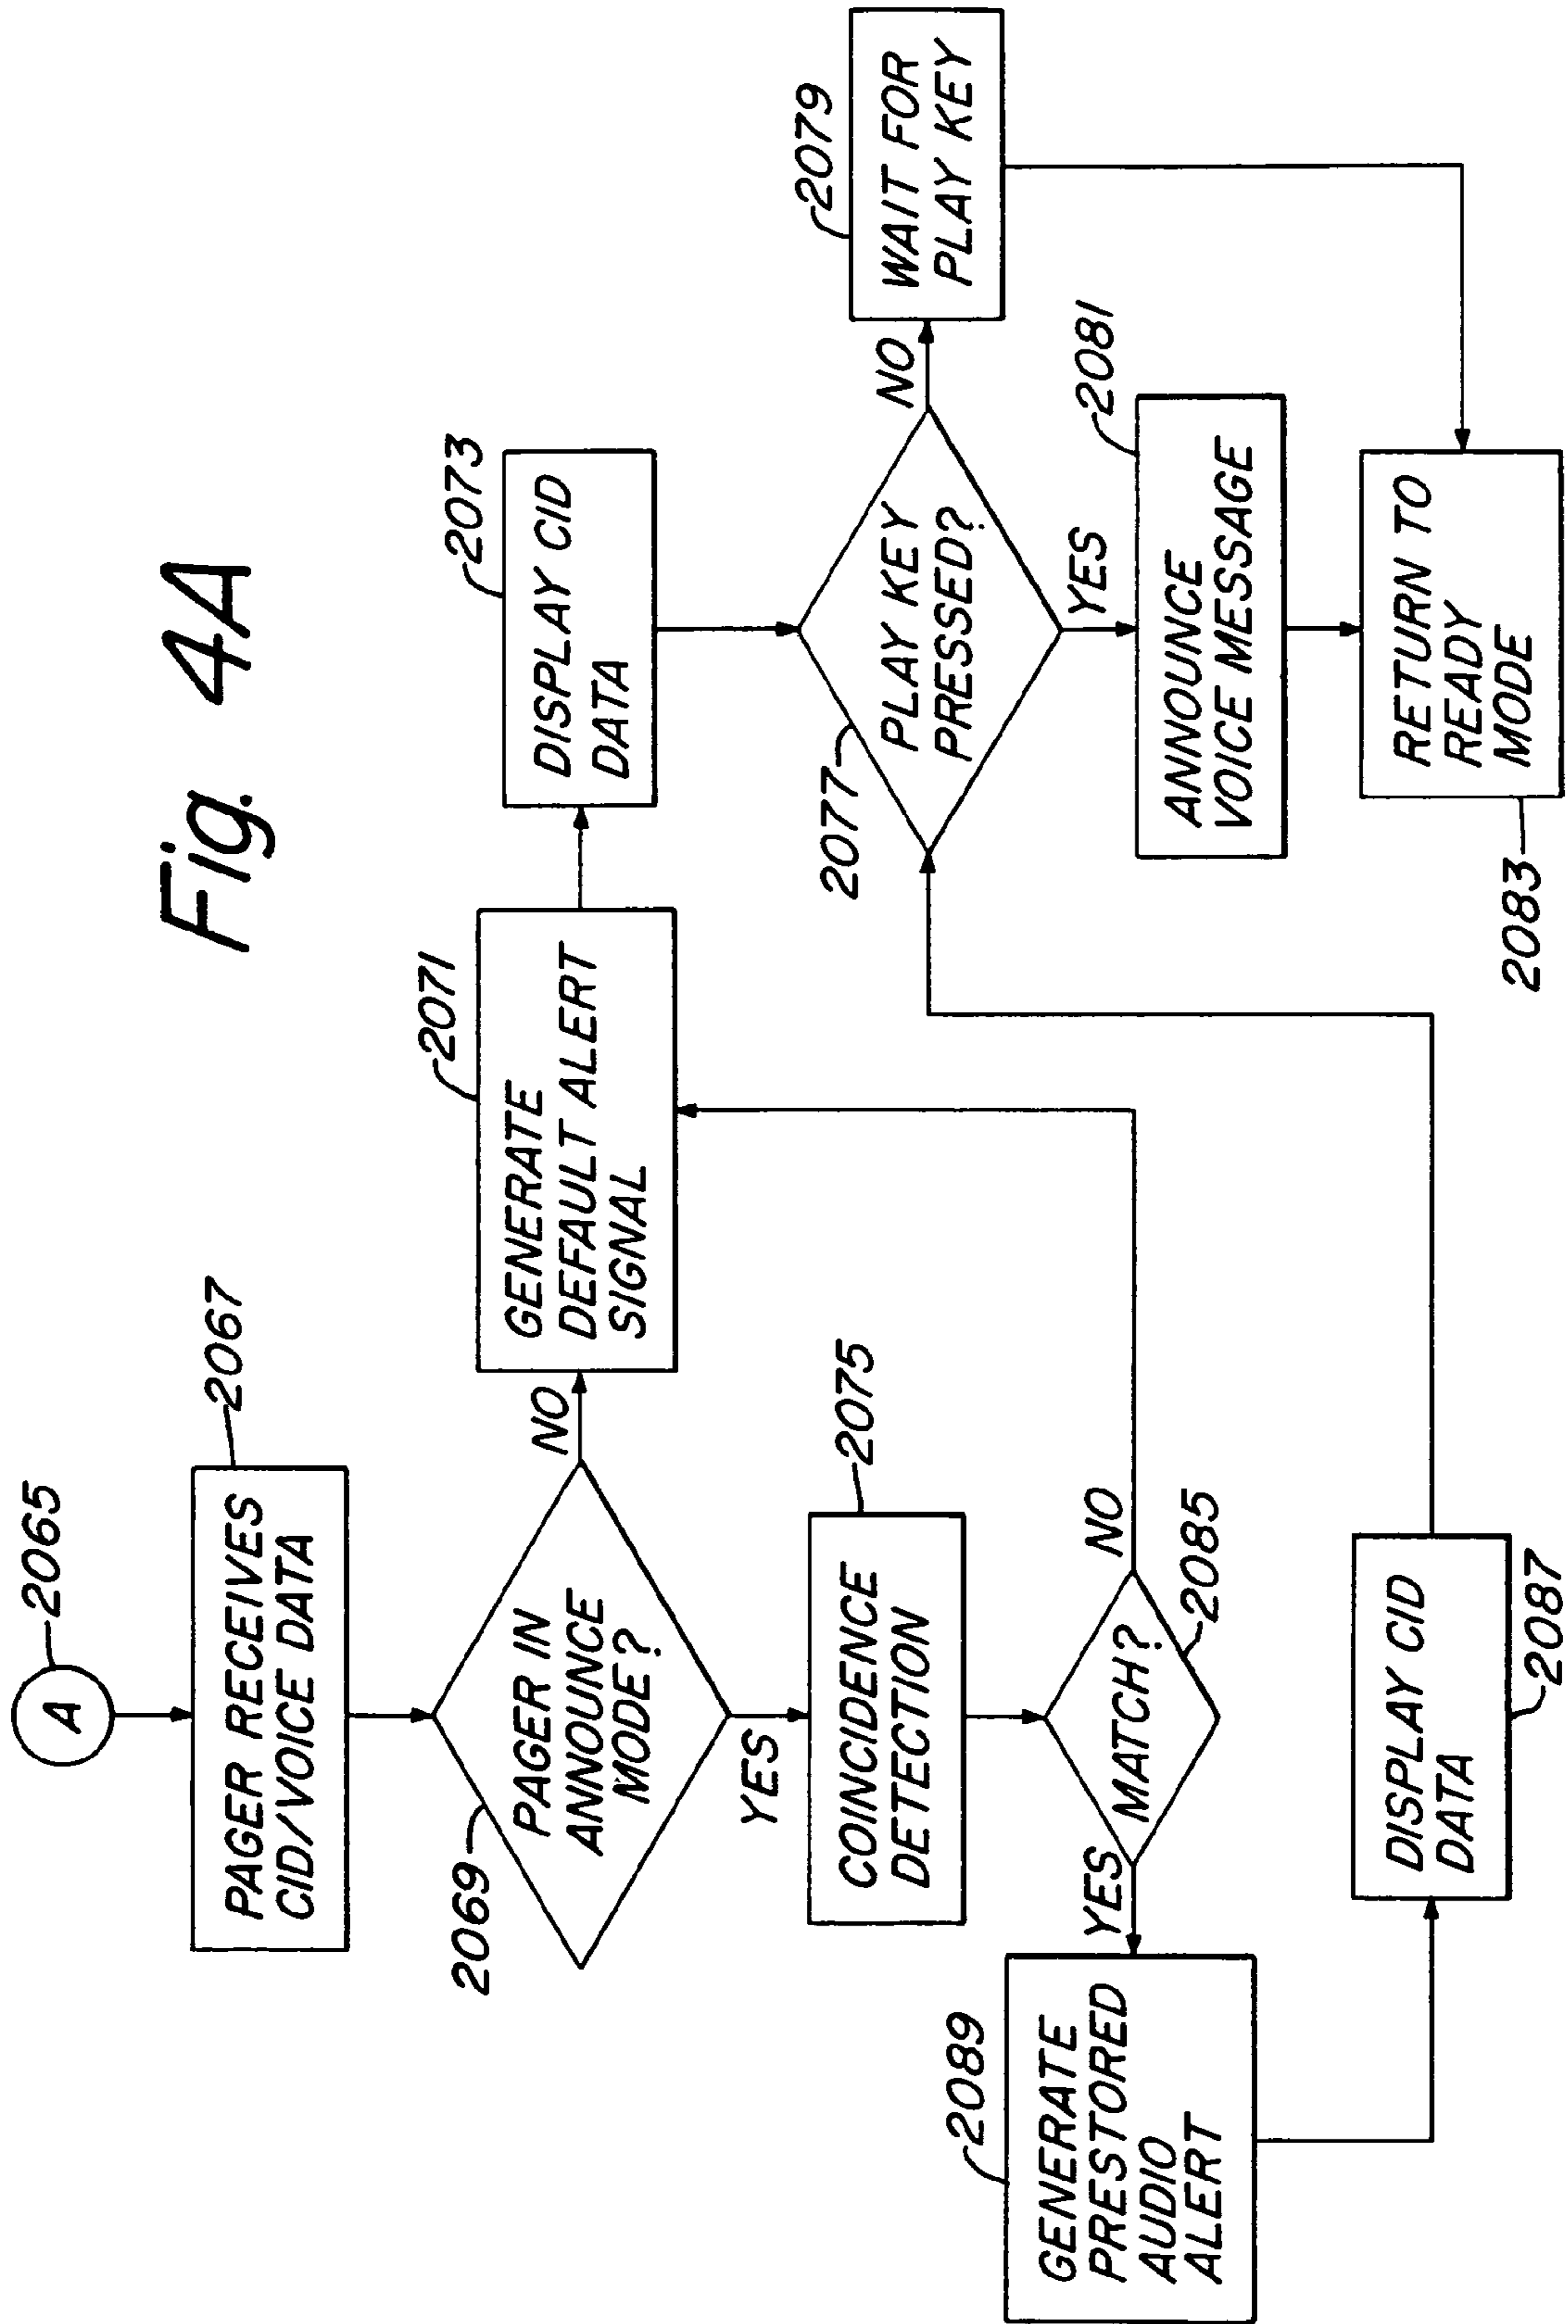 Fig. 4A
A
2065
PAGER RECEIVES
CID/VOICE DATA
2067
PAGER IN
ANNOUNCE
MODE?
2069
NO
YES
GENERATE
DEFAULT ALERT
SIGNAL
2071
DISPLAY CID
DATA
2073
COINCIDENCE
DETECTION
2075
MATCH?
2085
NO
YES
GENERATE
PRESTORED
AUDIO
ALERT
2089
DISPLAY CID
DATA
2087
PLAY KEY
PRESSED?
2077
NO
YES
WAIT FOR
PLAY KEY
2079
ANNOUNCE
VOICE MESSAGE
2081
RETURN TO
READY
MODE
2083